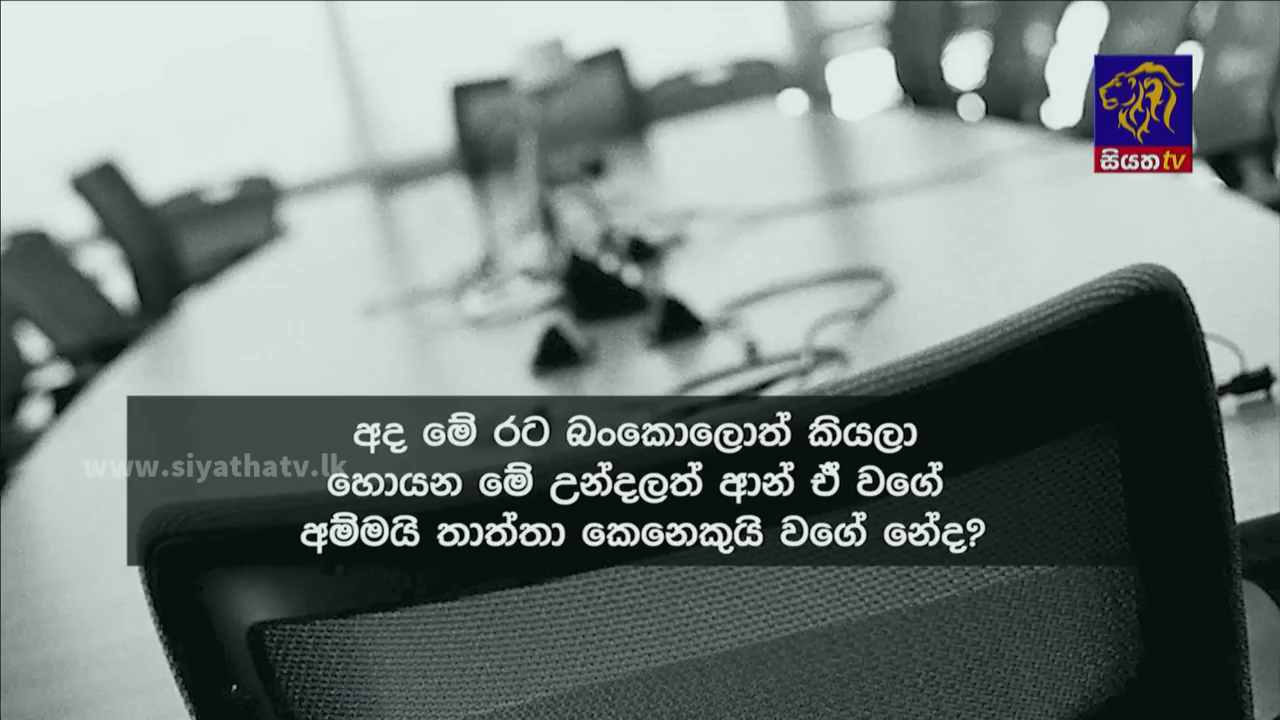 සියත tv
අද මේ රට බංකොලොත් කියලා
www.siyathatv.lk
හොයන මේ උන්දලත් ආන් ඒ වගේ
අම්මයි තාත්තා කෙනෙකුයි වගේ නේද?